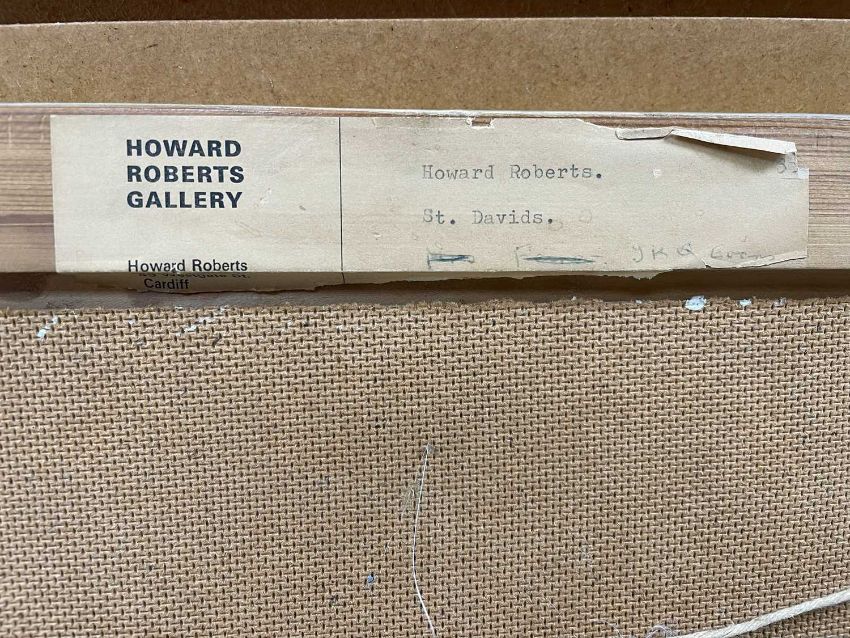 HOWARD
ROBERTS
GALLERY
Howard Roberts
Cardiff
Howard Roberts.
St. Davids.